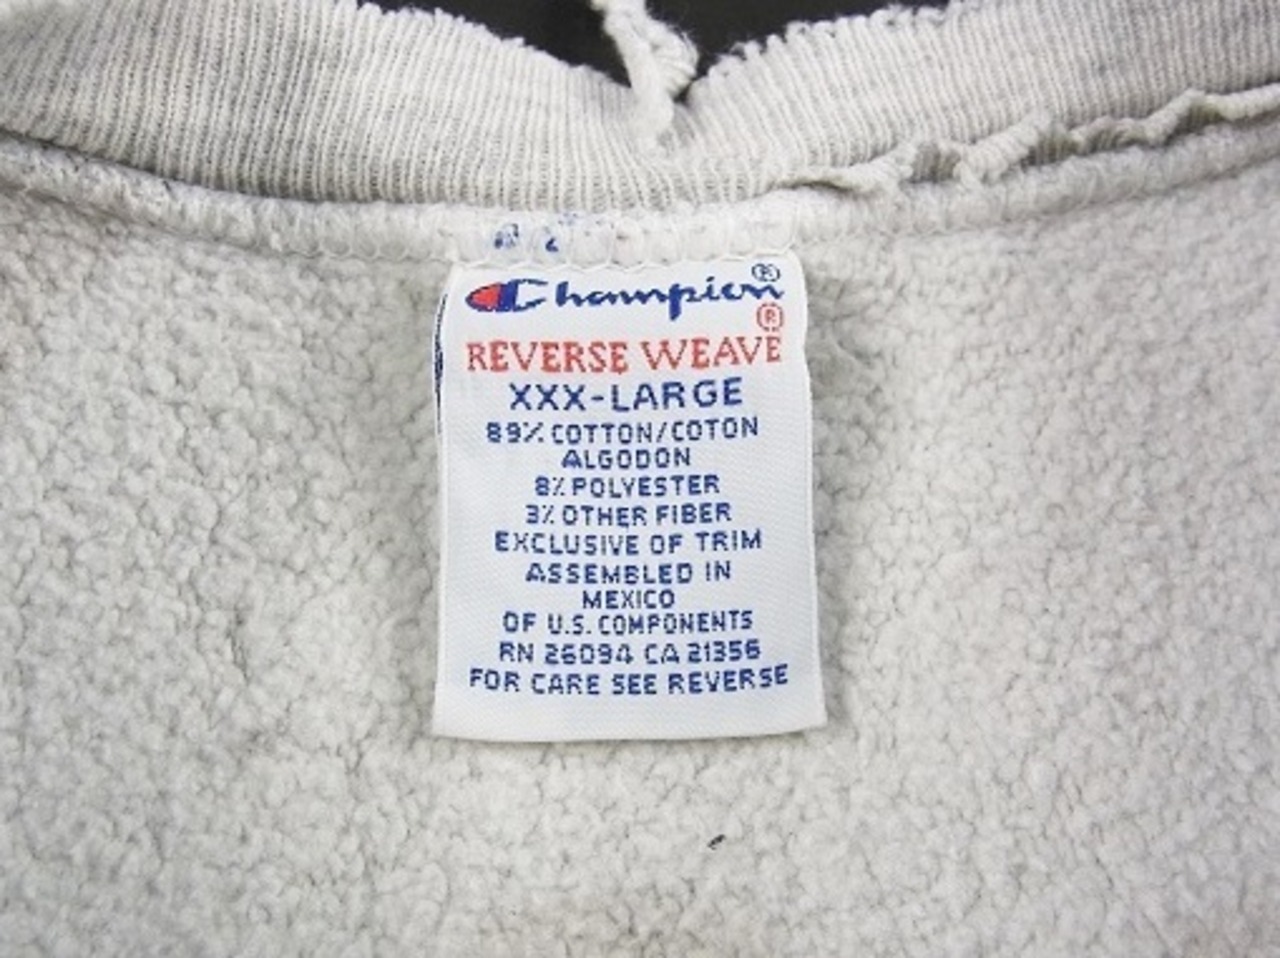 Champion®
REVERSE WEAVE®
XXX-LARGE
89% COTTON/COTON
ALGODON
8% POLYESTER
3% OTHER FIBER
EXCLUSIVE OF TRIM
ASSEMBLED IN
MEXICO
OF U.S. COMPONENTS
RN 26094 CA 21356
FOR CARE SEE REVERSE